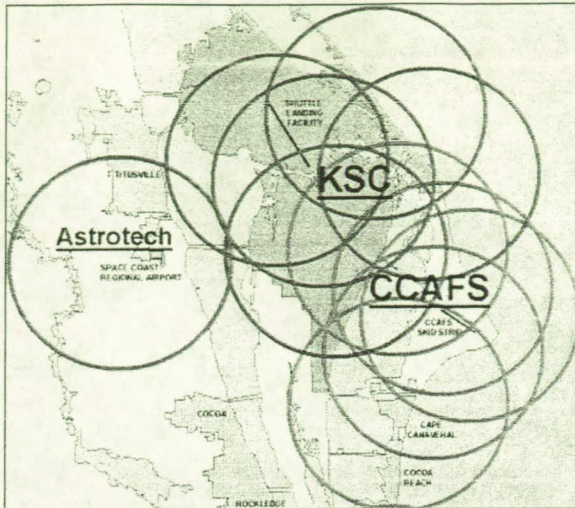 SHUTTLE
LANDING
FACILITY
TITUSVILLE
KSC
Astrotech
SPACE COAST
REGIONAL AIRPORT
CCAFS
CCAFS
SKID STRIP
COCOA
CAPE
CANAVERAL
COCOA
BEACH
ROCKLEDGE